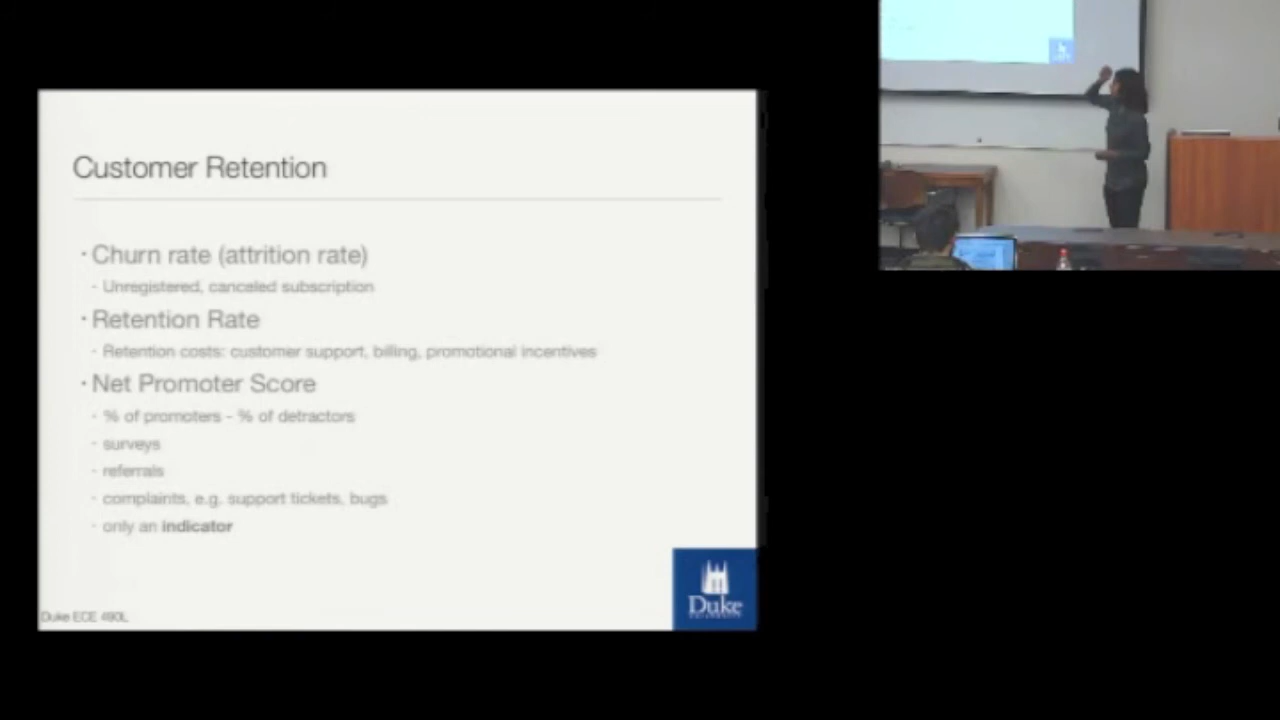 Customer Retention
· Churn rate (attrition rate)
- Unregistered, canceled subscription
· Retention Rate
- Retention costs: customer support, billing, promotional incentives
· Net Promoter Score
- % of promoters - % of detractors
- surveys
- referrals
- complaints, e.g. support tickets, bugs
- only an indicator
Duke
UNIVERSITY
Duke ECE 490L